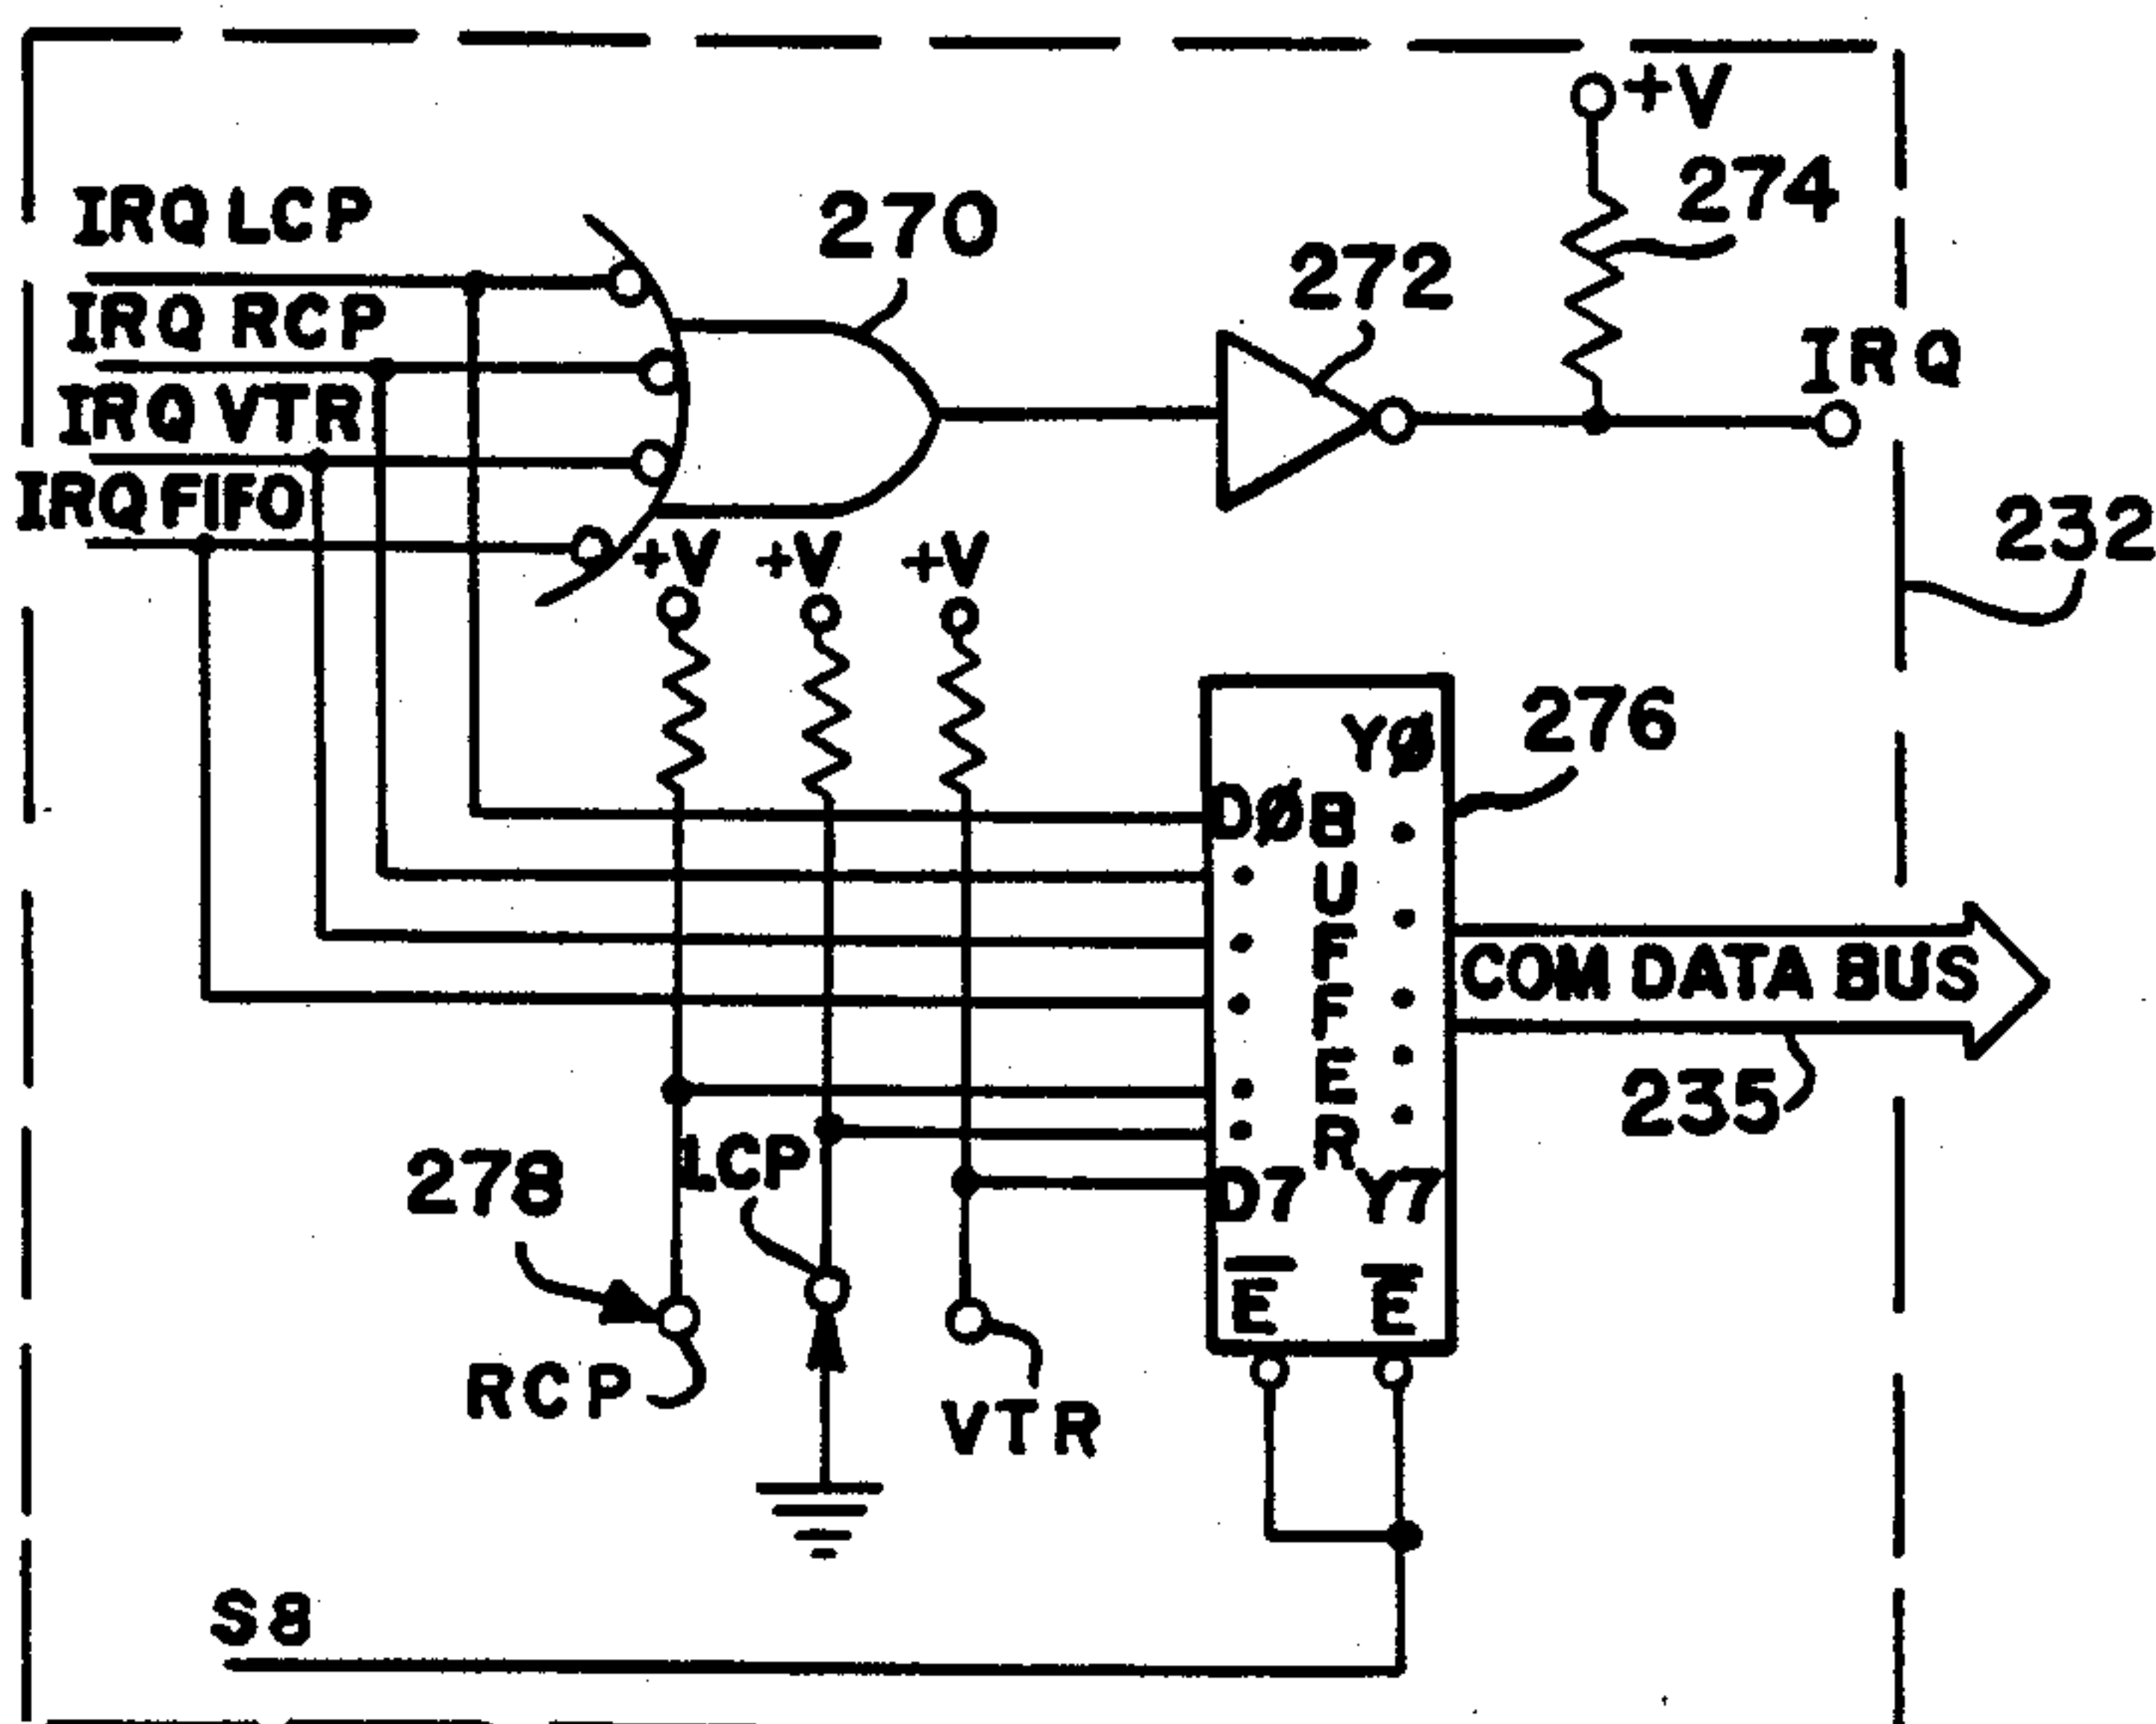 +V
274
IRQ LCP
270
272
IRQ RCP
IRQ
IRQ VTR
IRQ FIFO
232
+V +V +V
276
YØ
DØ
BUFFER
COM DATA BUS
235
LCP
278
D7 Y7
E̅ E̅
RCP
VTR
S8